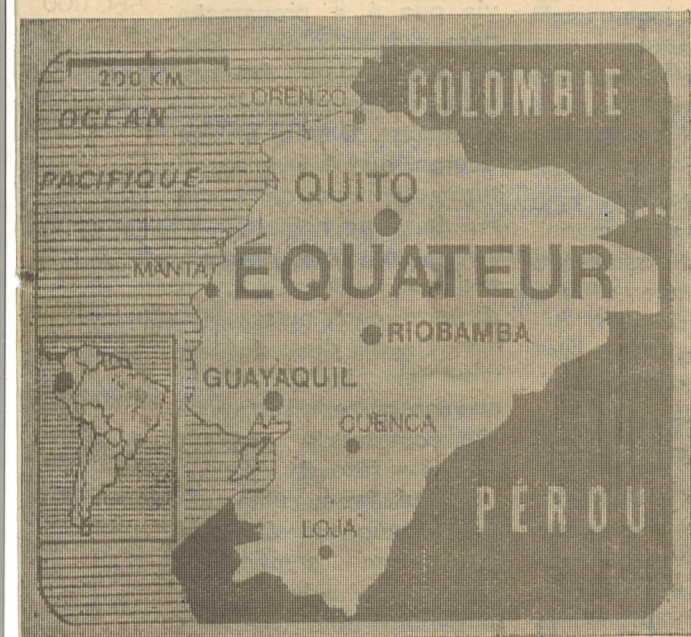 200 KM
S. LORENZO
COLOMBIE
OCEAN
PACIFIQUE
QUITO
MANTA
ÉQUATEUR
RIOBAMBA
GUAYAQUIL
CUENCA
PÉROU
LOJA